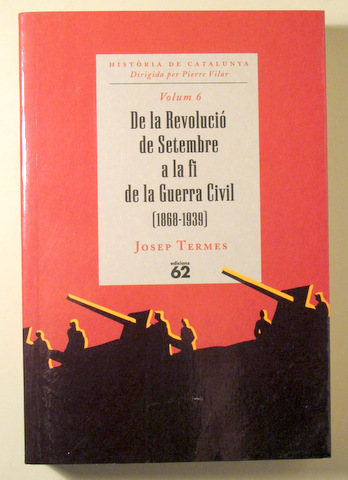 HISTÒRIA DE CATALUNYA
Dirigida per Pierre Vilar
Volum 6
De la Revolució
de Setembre
a la fi
de la Guerra Civil
(1868-1939)
JOSEP TERMES
edicions
62